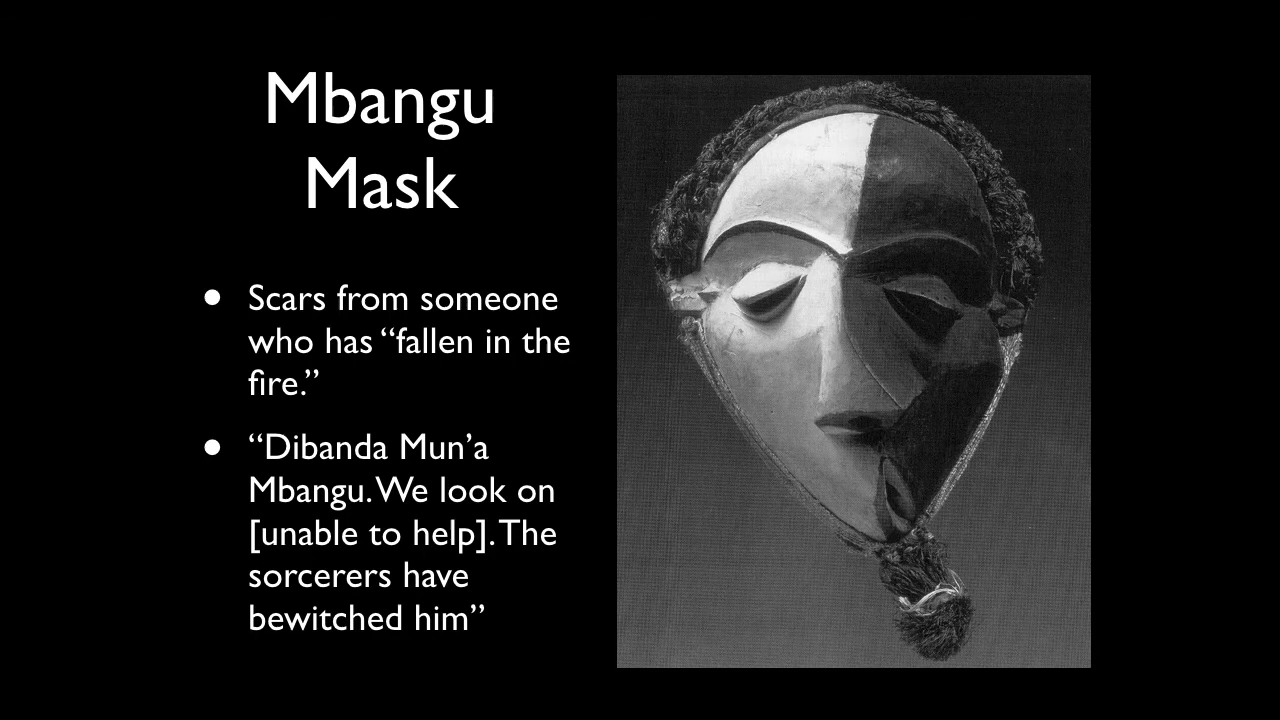 Mbangu
Mask
• Scars from someone
who has “fallen in the
fire.”
• “Dibanda Mun’a
Mbangu. We look on
[unable to help]. The
sorcerers have
bewitched him”